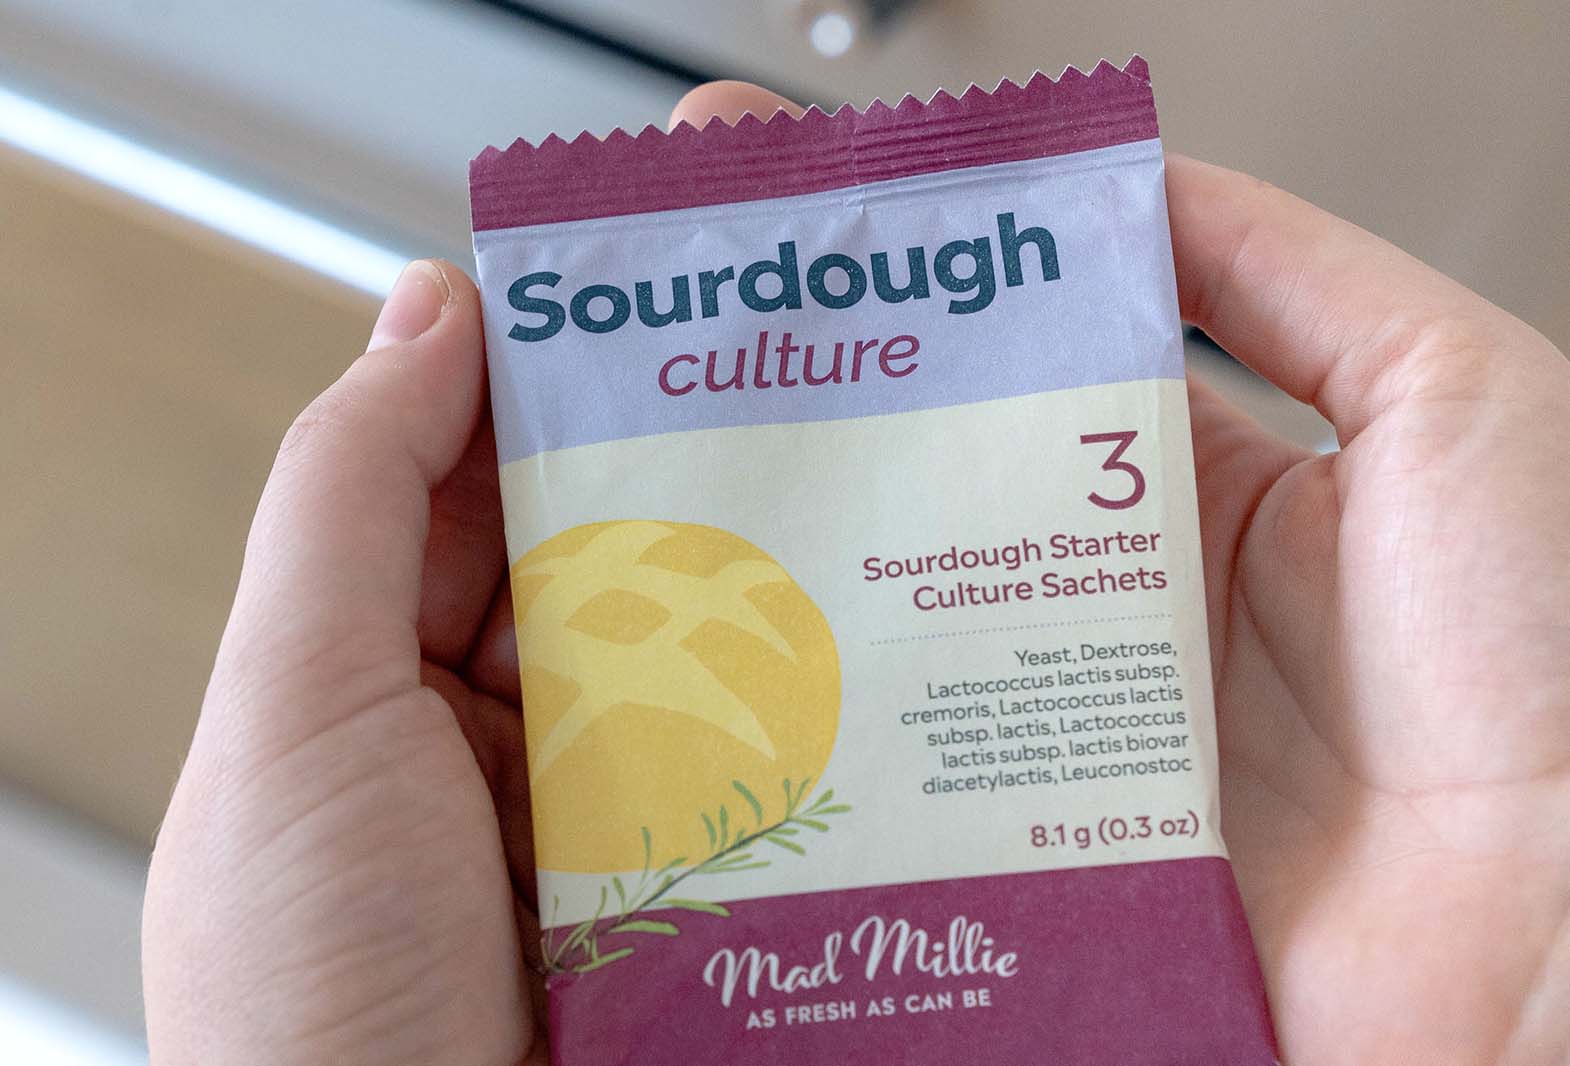 Sourdough
culture
3
Sourdough Starter
Culture Sachets
Yeast, Dextrose,
Lactococcus lactis subsp.
cremoris, Lactococcus lactis
subsp. lactis, Lactococcus
lactis subsp. lactis biovar
diacetylactis, Leuconostoc
8.1 g (0.3 oz)
Mad Millie
AS FRESH AS CAN BE